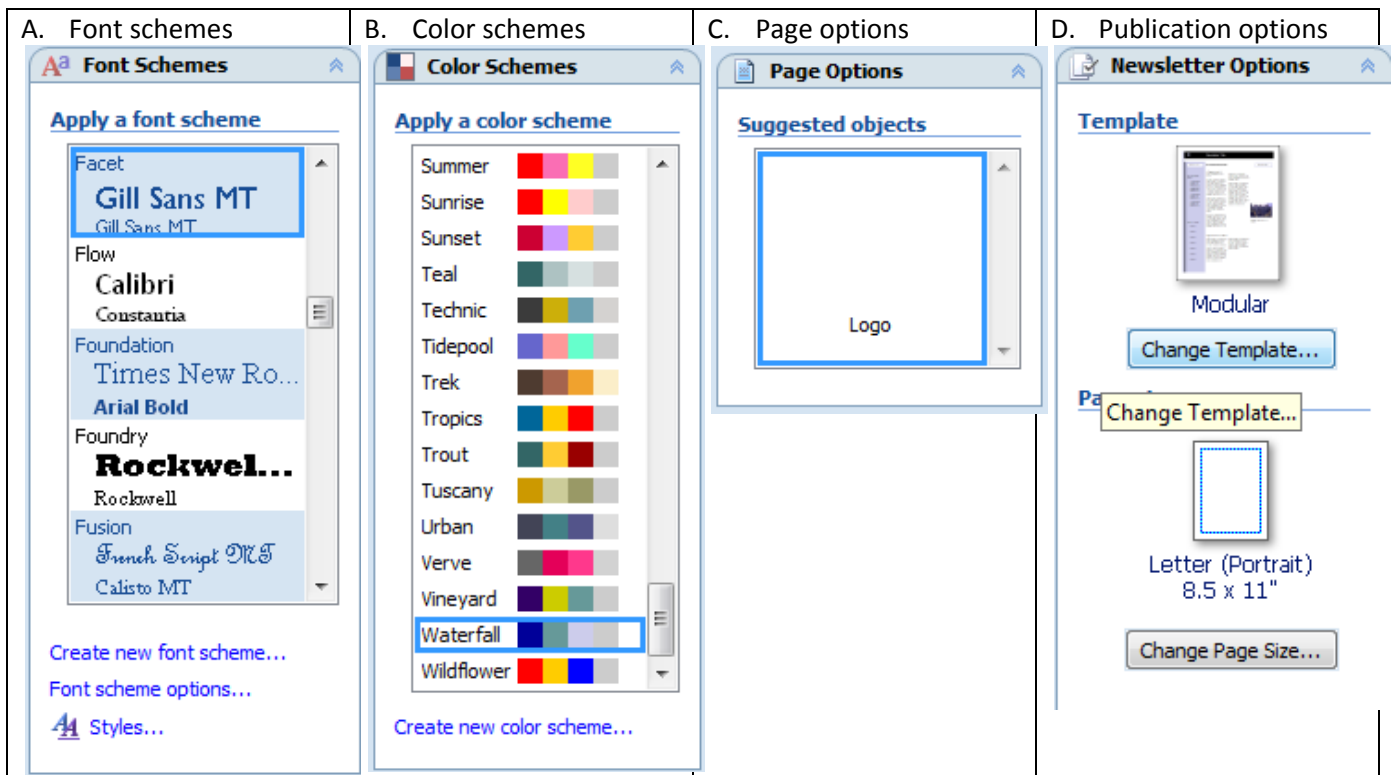 A. Font schemes
Aa Font Schemes
Apply a font scheme
Facet
Gill Sans MT
Gill Sans MT
Flow
Calibri
Constantia
Foundation
Times New Ro...
Arial Bold
Foundry
Rockwel...
Rockwell
Fusion
French Script MT
Calisto MT
Create new font scheme...
Font scheme options...
AA Styles...
B. Color schemes
Color Schemes
Apply a color scheme
Summer
Sunrise
Sunset
Teal
Technic
Tidepool
Trek
Tropics
Trout
Tuscany
Urban
Verve
Vineyard
Waterfall
Wildflower
Create new color scheme...
C. Page options
Page Options
Suggested objects
Logo
D. Publication options
Newsletter Options
Template
Modular
Change Template...
Pa
Change Template...
Letter (Portrait)
8.5 x 11"
Change Page Size...